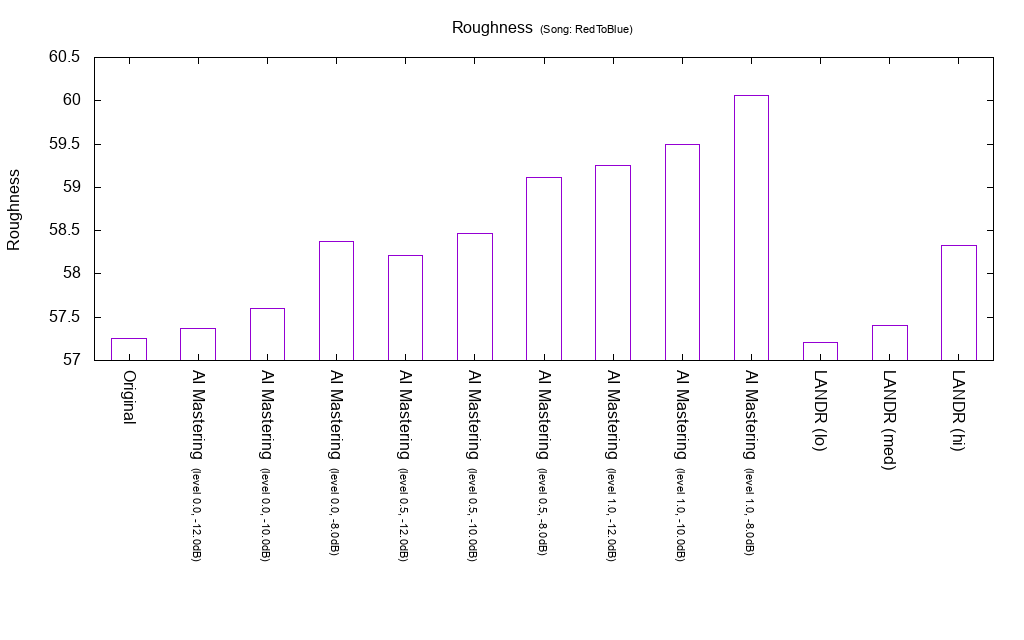 Roughness (Song: RedToBlue)
Roughness
60.5
60
59.5
59
58.5
58
57.5
57
Original
AI Mastering (level 0.0, -12.0dB)
AI Mastering (level 0.0, -10.0dB)
AI Mastering (level 0.0, -8.0dB)
AI Mastering (level 0.5, -12.0dB)
AI Mastering (level 0.5, -10.0dB)
AI Mastering (level 0.5, -8.0dB)
AI Mastering (level 1.0, -12.0dB)
AI Mastering (level 1.0, -10.0dB)
AI Mastering (level 1.0, -8.0dB)
LANDR (lo)
LANDR (med)
LANDR (hi)